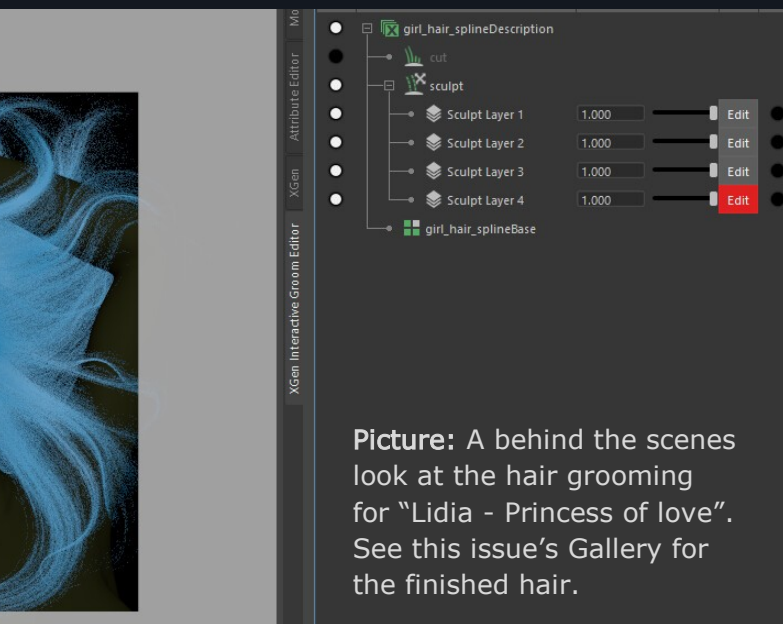 Mo
Attribute Editor
XGen
XGen Interactive Groom Editor
girl_hair_splineDescription
cut
sculpt
Sculpt Layer 1 1.000 Edit
Sculpt Layer 2 1.000 Edit
Sculpt Layer 3 1.000 Edit
Sculpt Layer 4 1.000 Edit
girl_hair_splineBase
Picture: A behind the scenes
look at the hair grooming
for “Lidia - Princess of love”.
See this issue’s Gallery for
the finished hair.